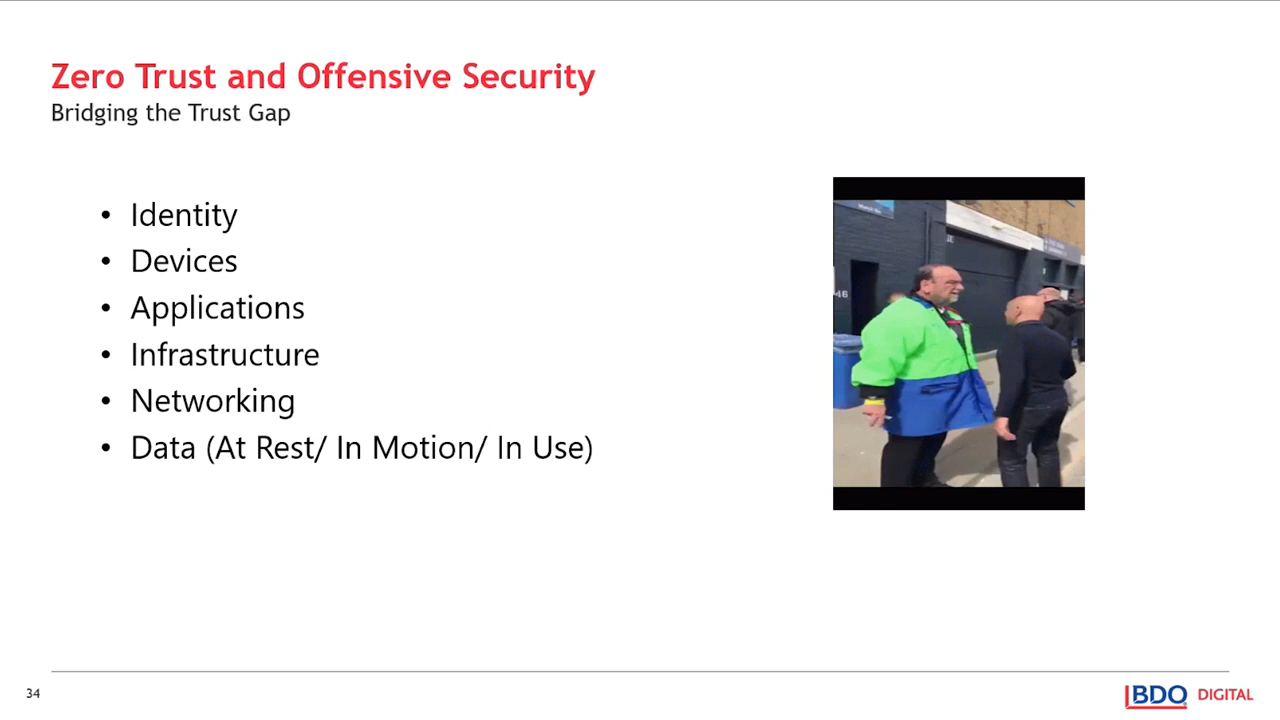 Zero Trust and Offensive Security
Bridging the Trust Gap
• Identity
• Devices
• Applications
• Infrastructure
• Networking
• Data (At Rest/ In Motion/ In Use)
46
34
BDO DIGITAL